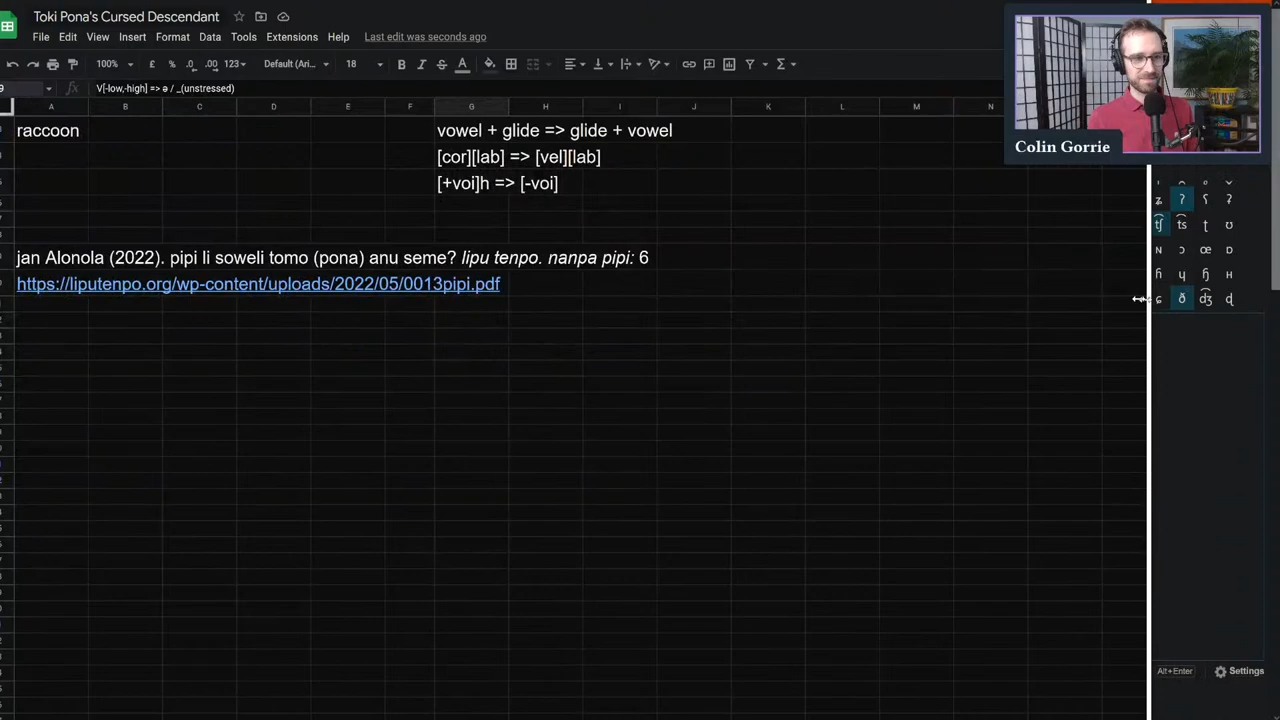 Toki Pona's Cursed Descendant
File Edit View Insert Format Data Tools Extensions Help Last edit was seconds ago
100% £ % .0 .00 123 Default (Ari... 18 B I S A Σ
V[-low,-high] => ə / _(unstressed)
A B C D E F G H I J K L M N
raccoon
vowel + glide => glide + vowel
[cor][lab] => [vel][lab]
[+voi]h => [-voi]
jan Alonola (2022). pipi li soweli tomo (pona) anu seme? lipu tenpo. nanpa pipi: 6
https://liputenpo.org/wp-content/uploads/2022/05/0013pipi.pdf
Colin Gorrie
ʑ ʔ ʕ ʡ
t͡ʃ t͡s ʈ ʊ
ɴ ɔ œ ɒ
ɦ ɥ ɧ ʜ
ɕ ð d͡ʒ ɖ
Alt+Enter Settings